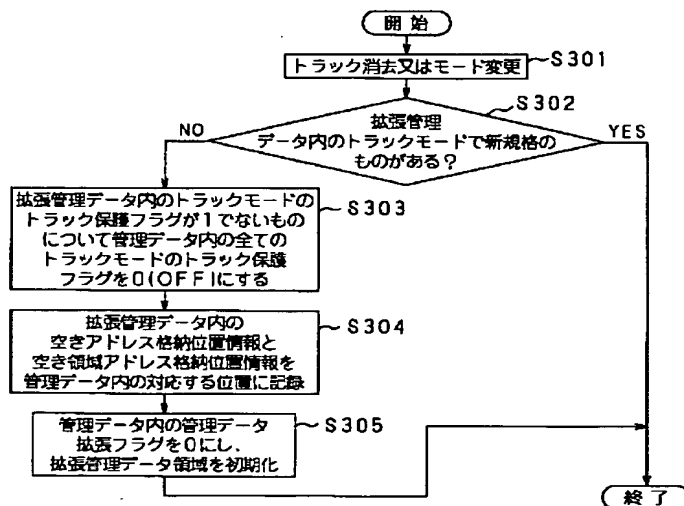 開始
トラック消去又はモード変更
S301
S302
拡張管理
データ内のトラックモードで新規格の
ものがある?
NO
YES
拡張管理データ内のトラックモードの
トラック保護フラグが1でないもの
について管理データ内の全ての
トラックモードのトラック保護
フラグを0(OFF)にする
S303
拡張管理データ内の
空きアドレス格納位置情報と
空き領域アドレス格納位置情報を
管理データ内の対応する位置に記録
S304
管理データ内の管理データ
拡張フラグを0にし、
拡張管理データ領域を初期化
S305
終了